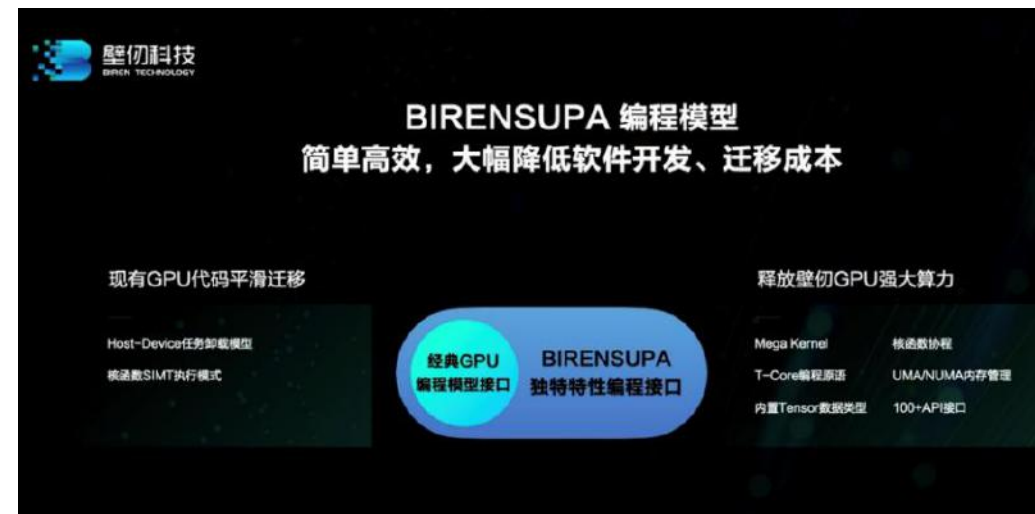 壁仞科技
BIREN TECHNOLOGY
BIRENSUPA 编程模型
简单高效，大幅降低软件开发、迁移成本
现有GPU代码平滑迁移
Host-Device任务卸载模型
核函数SIMT执行模式
经典GPU
编程模型接口
BIRENSUPA
独特特性编程接口
释放壁仞GPU强大算力
Mega Kernel 核函数协程
T-Core编程原语 UMA/NUMA内存管理
内置Tensor数据类型 100+API接口